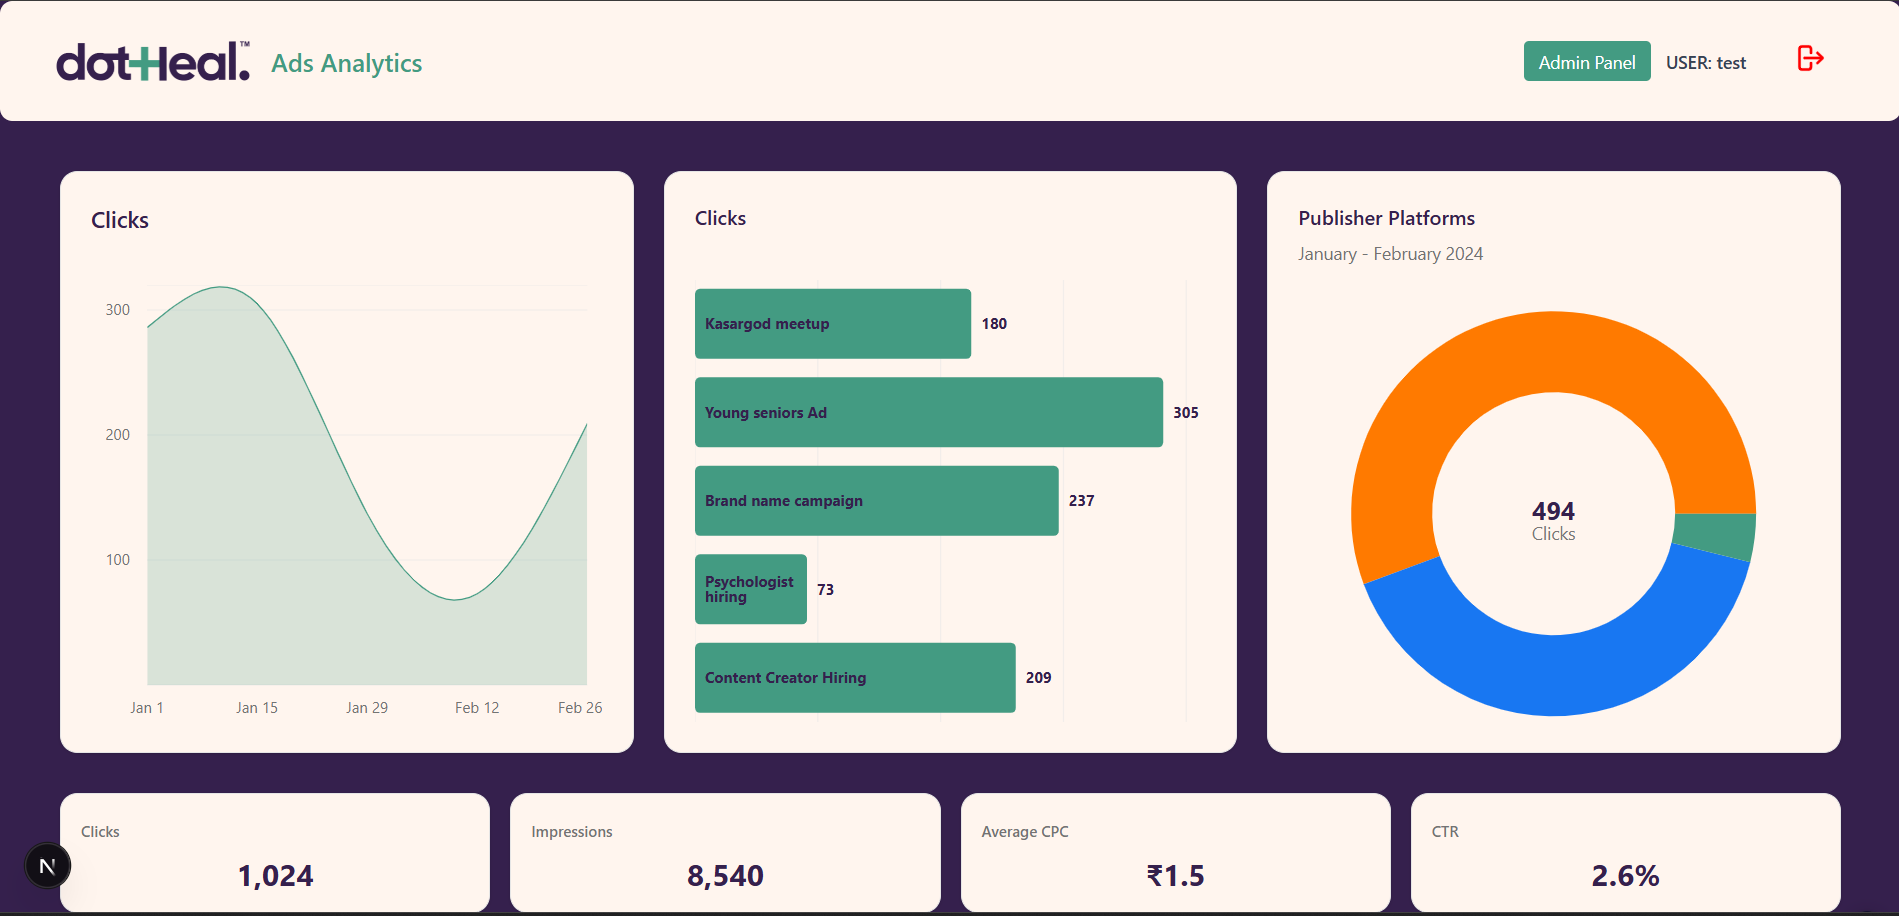 dotHeal.™ Ads Analytics
Admin Panel
USER: test
Clicks
300
200
100
Jan 1 Jan 15 Jan 29 Feb 12 Feb 26
Clicks
Kasargod meetup 180
Young seniors Ad 305
Brand name campaign 237
Psychologist
hiring 73
Content Creator Hiring 209
Publisher Platforms
January - February 2024
494
Clicks
Clicks
1,024
Impressions
8,540
Average CPC
₹1.5
CTR
2.6%
N